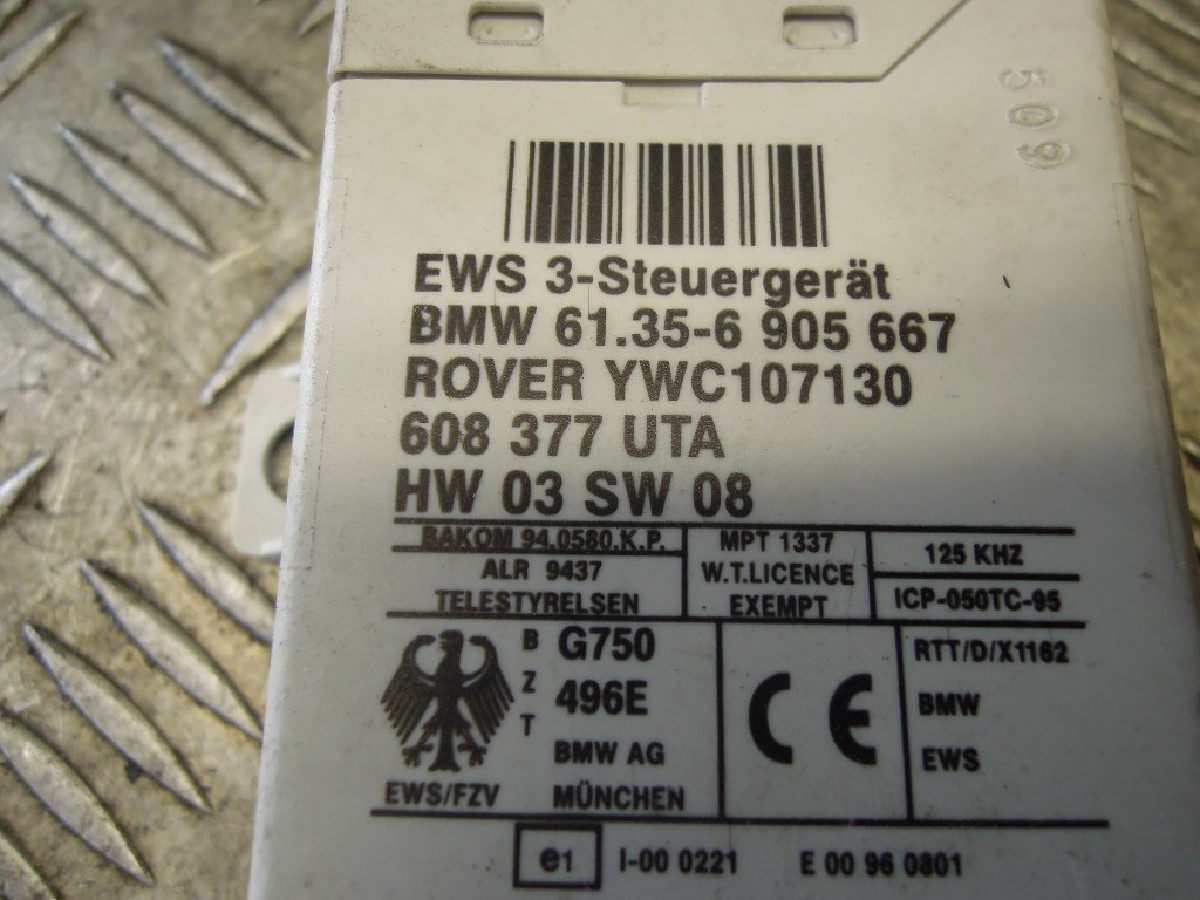 509
EWS 3-Steuergerät
BMW 61.35-6 905 667
ROVER YWC107130
608 377 UTA
HW 03 SW 08
BAKOM 94.0580.K.P.
ALR 9437
TELESTYRELSEN
MPT 1337
W.T.LICENCE
EXEMPT
125 KHZ
ICP-050TC-95
EWS/FZV
BZT
G750
496E
BMW AG
MÜNCHEN
CE
RTT/D/X1162
BMW
EWS
e1 I-00 0221 E 00 96 0801